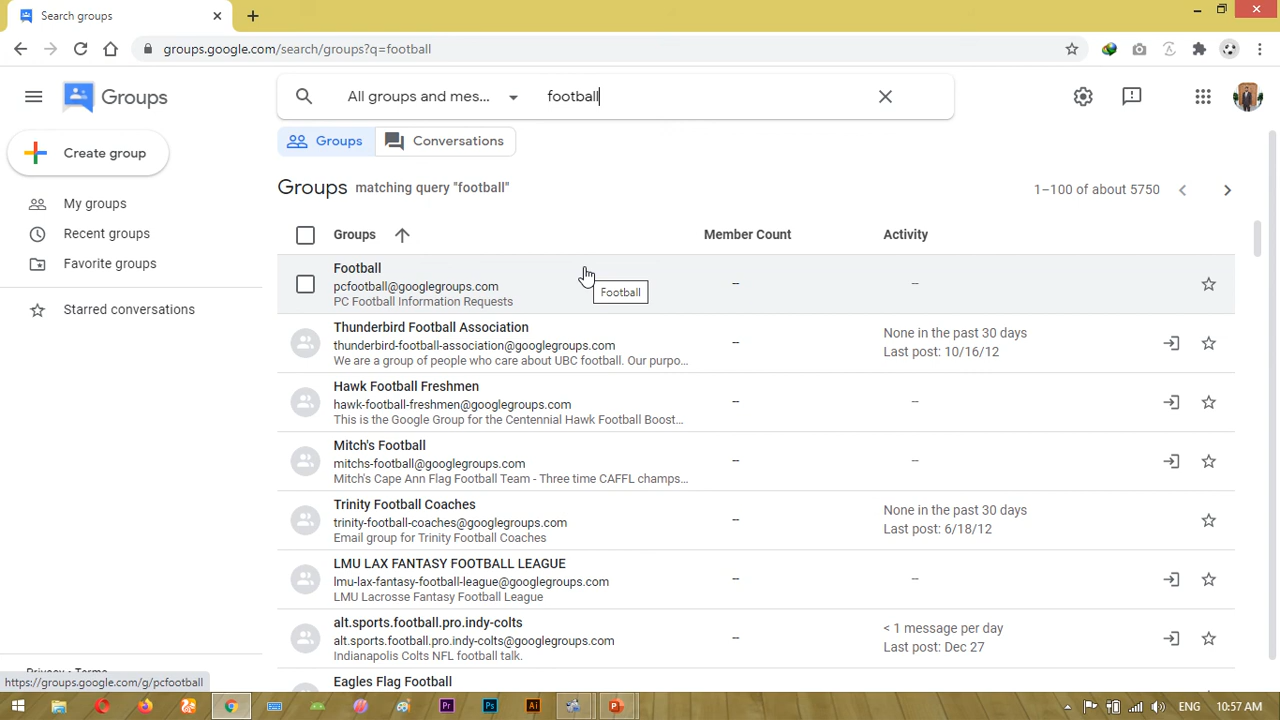 Search groups
groups.google.com/search/groups?q=football
Groups
All groups and mes...
football
Create group
Groups
Conversations
My groups
Recent groups
Favorite groups
Starred conversations
Groups matching query "football"
1–100 of about 5750
Groups
Member Count
Activity
Football
pcfootball@googlegroups.com
PC Football Information Requests
--
--
Football
Thunderbird Football Association
thunderbird-football-association@googlegroups.com
We are a group of people who care about UBC football. Our purpo...
--
None in the past 30 days
Last post: 10/16/12
Hawk Football Freshmen
hawk-football-freshmen@googlegroups.com
This is the Google Group for the Centennial Hawk Football Boost...
--
--
Mitch's Football
mitchs-football@googlegroups.com
Mitch's Cape Ann Flag Football Team - Three time CAFFL champs...
--
--
Trinity Football Coaches
trinity-football-coaches@googlegroups.com
Email group for Trinity Football Coaches
--
None in the past 30 days
Last post: 6/18/12
LMU LAX FANTASY FOOTBALL LEAGUE
lmu-lax-fantasy-football-league@googlegroups.com
LMU Lacrosse Fantasy Football League
--
--
alt.sports.football.pro.indy-colts
alt.sports.football.pro.indy-colts@googlegroups.com
Indianapolis Colts NFL football talk.
--
< 1 message per day
Last post: Dec 27
Eagles Flag Football
Privacy - Terms
https://groups.google.com/g/pcfootball
Pr
Ps
Ai
ENG
10:57 AM